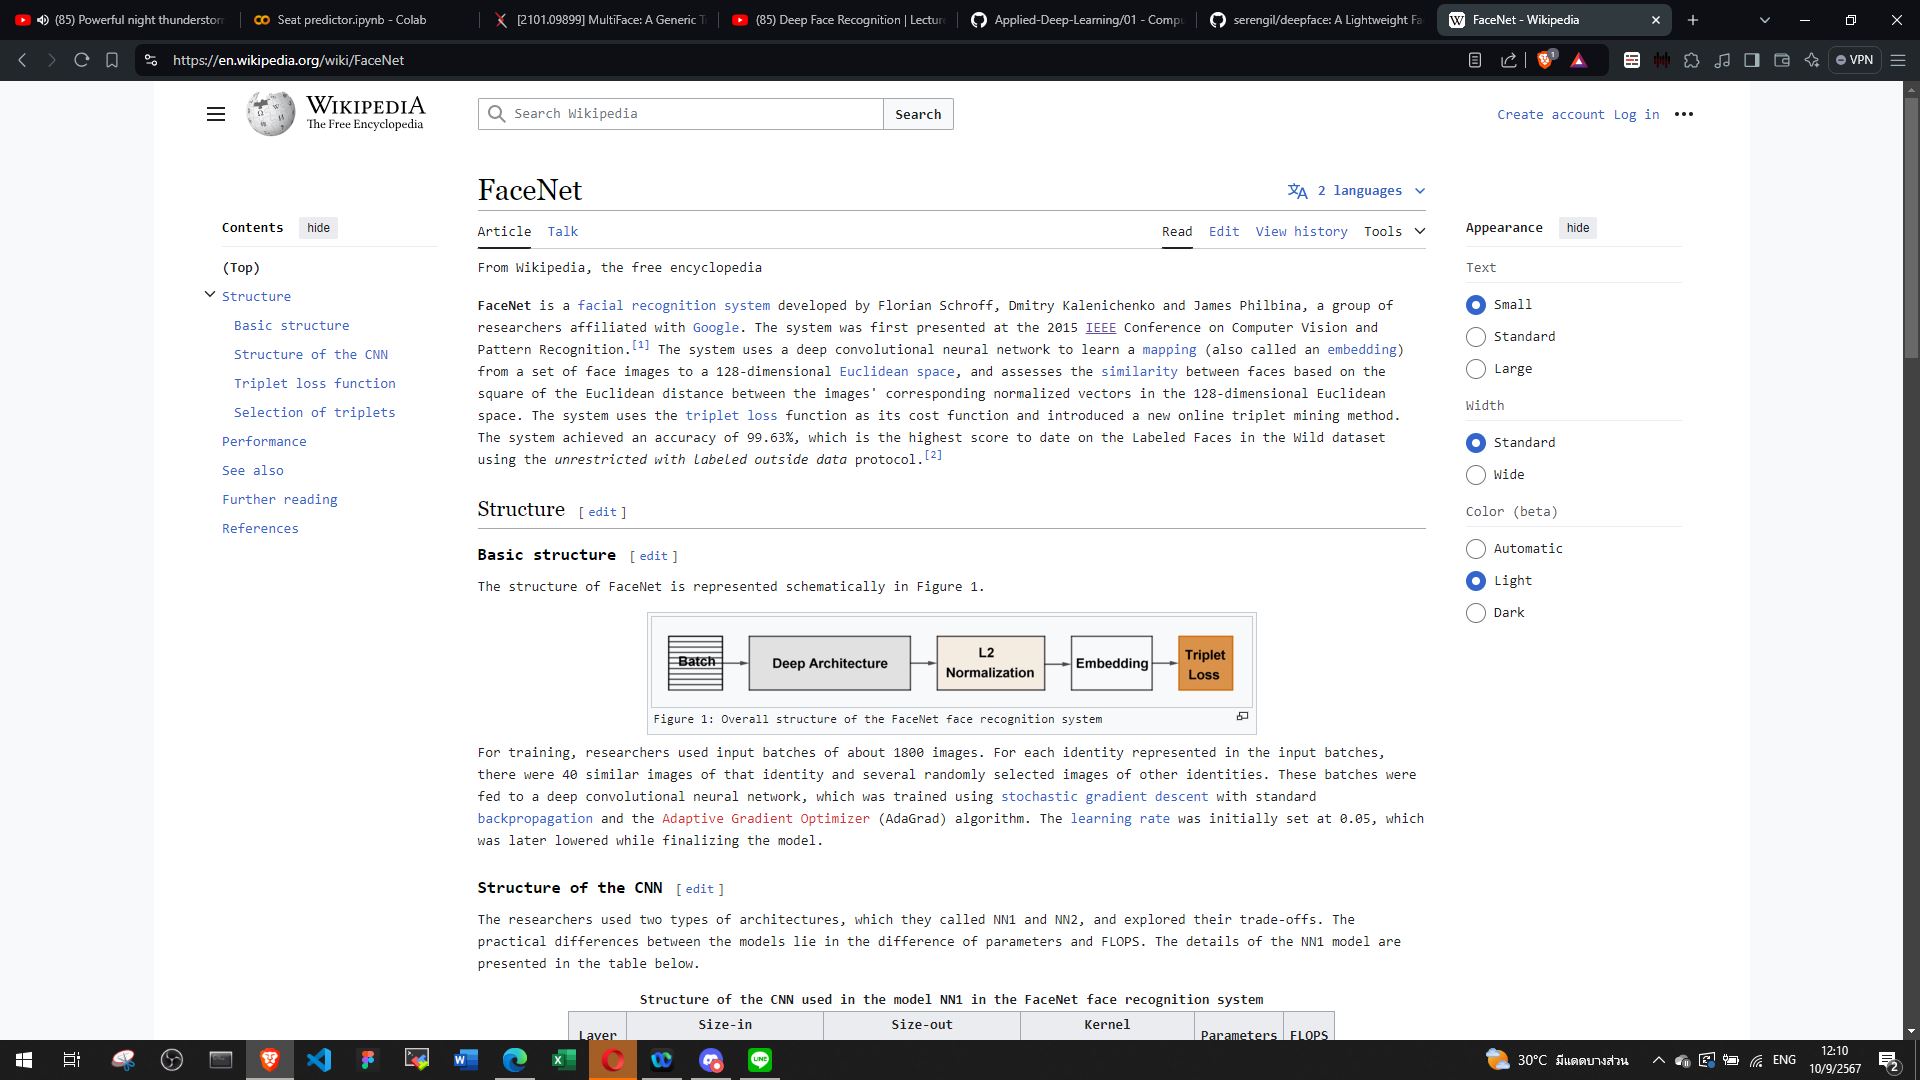 (85) Powerful night thunderstorm
Seat predictor.ipynb - Colab
[2101.09899] MultiFace: A Generic T
(85) Deep Face Recognition | Lecture
Applied-Deep-Learning/01 - Compu
serengil/deepface: A Lightweight Fa
FaceNet - Wikipedia
https://en.wikipedia.org/wiki/FaceNet
1
VPN
WIKIPEDIA
The Free Encyclopedia
Search Wikipedia
Search
Create account Log in
FaceNet
2 languages
Contents hide
(Top)
Structure
Basic structure
Structure of the CNN
Triplet loss function
Selection of triplets
Performance
See also
Further reading
References
Article Talk
Read Edit View history Tools
From Wikipedia, the free encyclopedia
FaceNet is a facial recognition system developed by Florian Schroff, Dmitry Kalenichenko and James Philbina, a group of
researchers affiliated with Google. The system was first presented at the 2015 IEEE Conference on Computer Vision and
Pattern Recognition.[1] The system uses a deep convolutional neural network to learn a mapping (also called an embedding)
from a set of face images to a 128-dimensional Euclidean space, and assesses the similarity between faces based on the
square of the Euclidean distance between the images' corresponding normalized vectors in the 128-dimensional Euclidean
space. The system uses the triplet loss function as its cost function and introduced a new online triplet mining method.
The system achieved an accuracy of 99.63%, which is the highest score to date on the Labeled Faces in the Wild dataset
using the unrestricted with labeled outside data protocol.[2]
Structure [ edit ]
Basic structure [ edit ]
The structure of FaceNet is represented schematically in Figure 1.
Batch
Deep Architecture
L2
Normalization
Embedding
Triplet
Loss
Figure 1: Overall structure of the FaceNet face recognition system
For training, researchers used input batches of about 1800 images. For each identity represented in the input batches,
there were 40 similar images of that identity and several randomly selected images of other identities. These batches were
fed to a deep convolutional neural network, which was trained using stochastic gradient descent with standard
backpropagation and the Adaptive Gradient Optimizer (AdaGrad) algorithm. The learning rate was initially set at 0.05, which
was later lowered while finalizing the model.
Structure of the CNN [ edit ]
The researchers used two types of architectures, which they called NN1 and NN2, and explored their trade-offs. The
practical differences between the models lie in the difference of parameters and FLOPS. The details of the NN1 model are
presented in the table below.
Structure of the CNN used in the model NN1 in the FaceNet face recognition system
Layer Size-in Size-out Kernel Parameters FLOPS
Appearance hide
Text
Small
Standard
Large
Width
Standard
Wide
Color (beta)
Automatic
Light
Dark
30°C มีแดดบางส่วน
ENG
12:10
10/9/2567
2